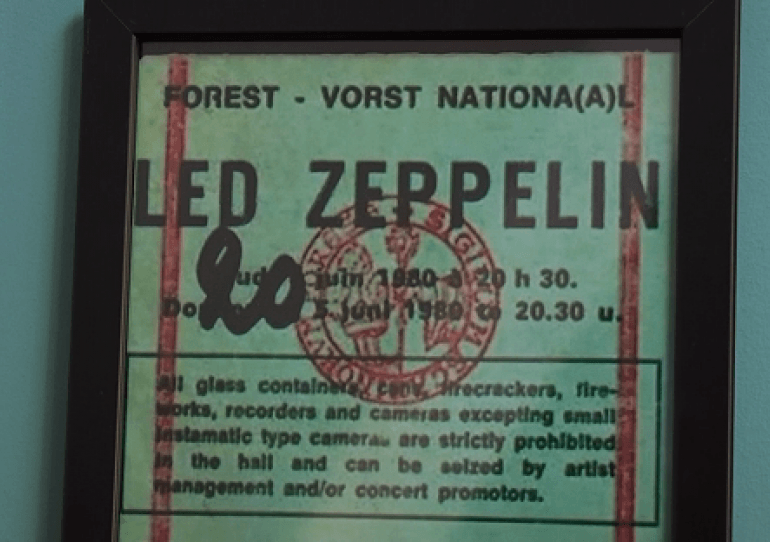 FOREST - VORST NATIONA(A)L
LED ZEPPELIN
20
juin 1980 à 20 h 30.
5 juni 1980 te 20.30 u.
All glass containers, cans, firecrackers, fire-
works, recorders and cameras excepting small
instamatic type cameras are strictly prohibited
in the hall and can be seized by artist
management and/or concert promotors.
SIGILLUM